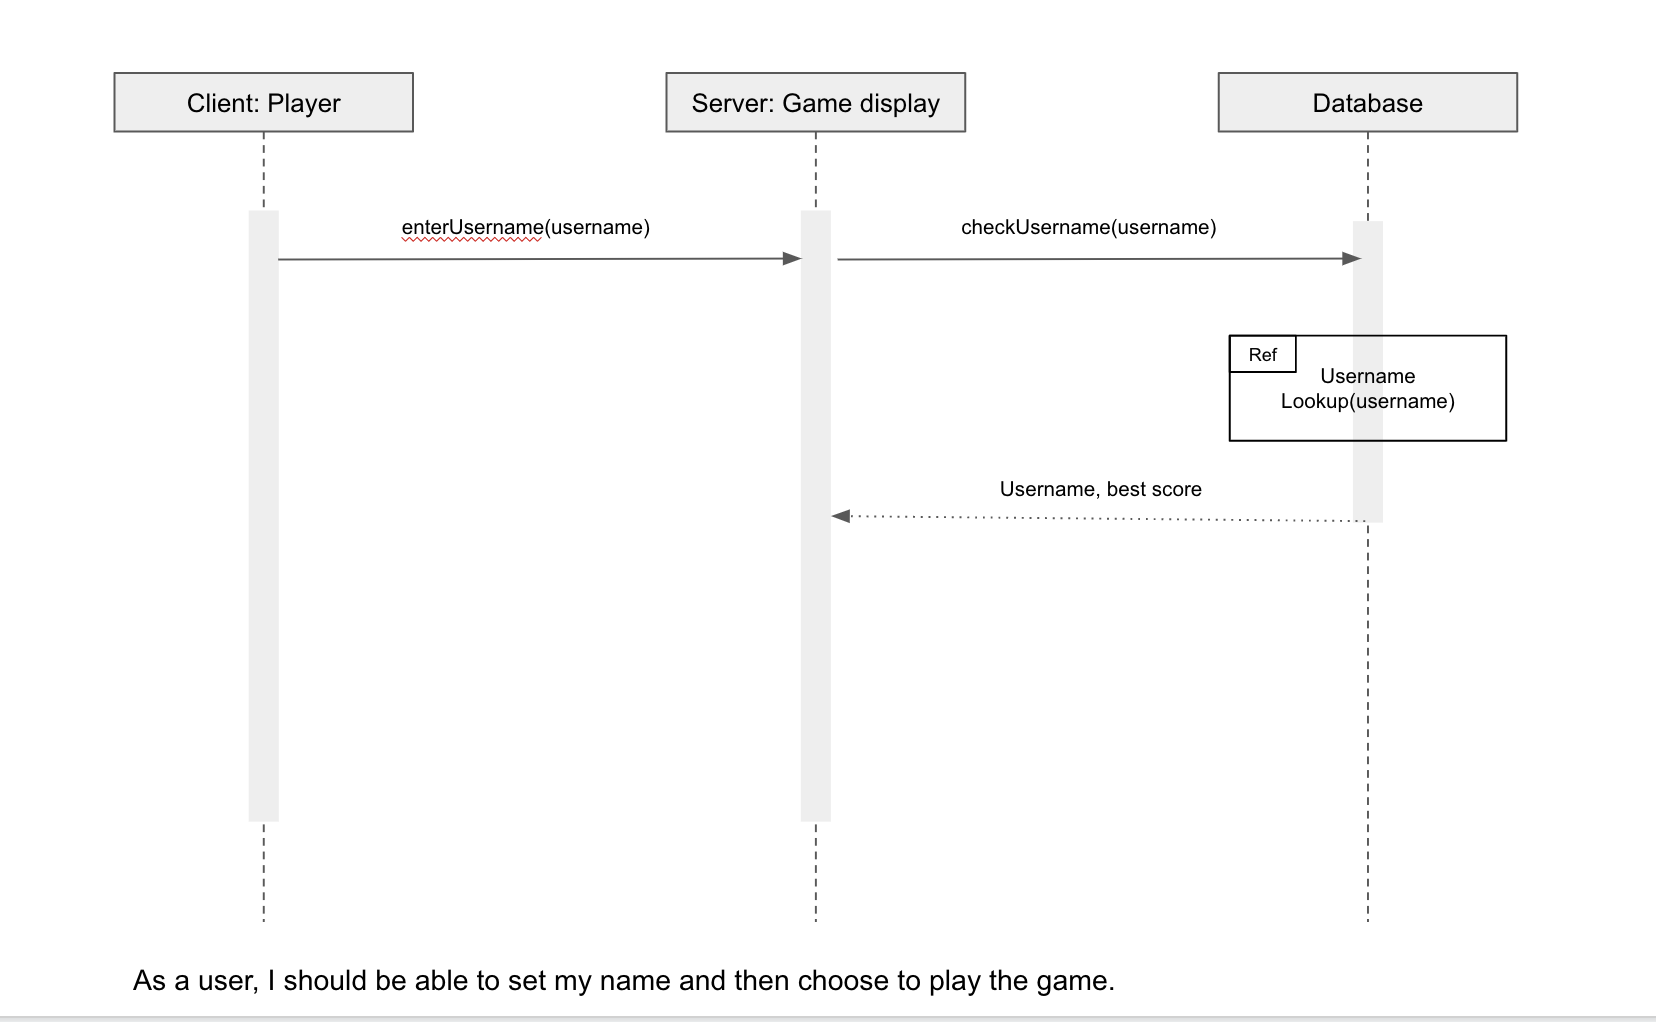 Client: Player
Server: Game display
Database
enterUsername(username)
checkUsername(username)
Ref
Username
Lookup(username)
Username, best score
As a user, I should be able to set my name and then choose to play the game.